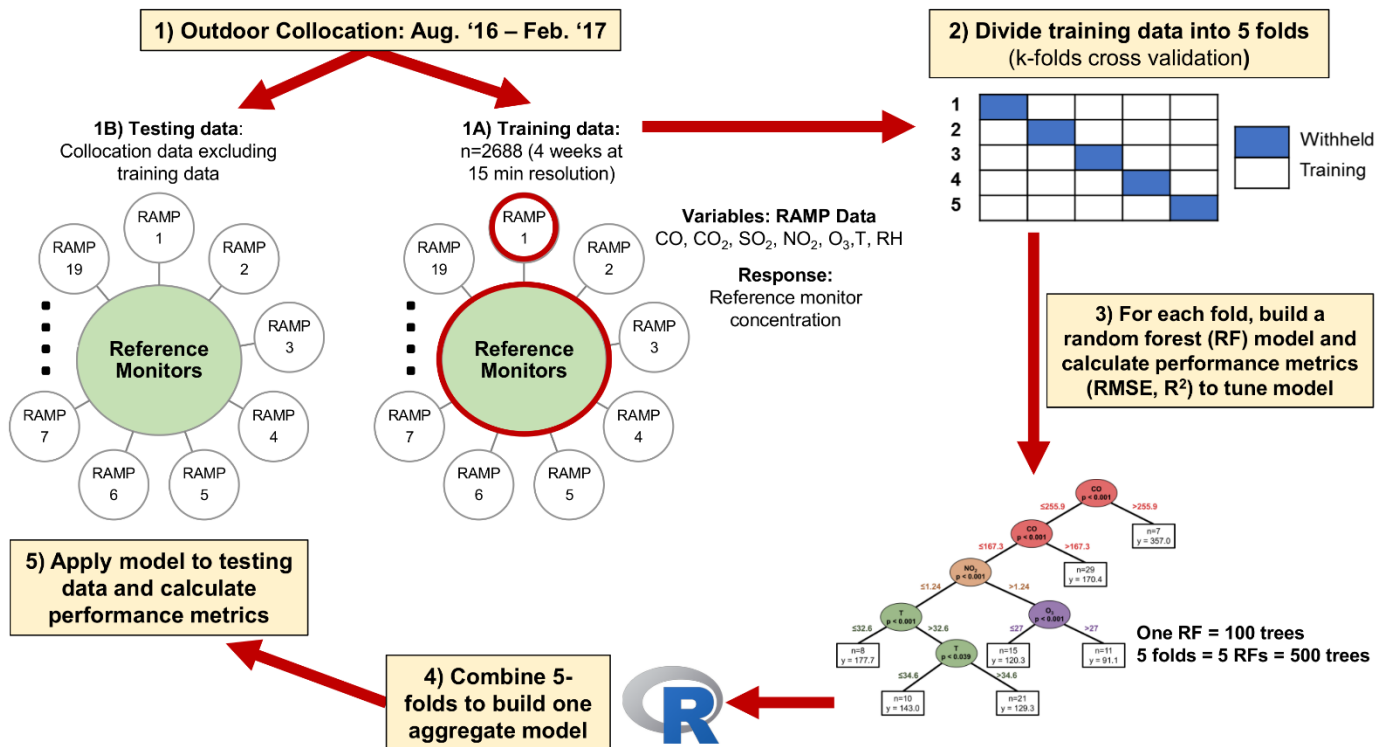 1) Outdoor Collocation: Aug. ‘16 – Feb. ‘17
1B) Testing data:
Collocation data excluding
training data
RAMP
1
RAMP
2
RAMP
3
RAMP
4
RAMP
5
RAMP
6
RAMP
7
RAMP
19
Reference
Monitors
1A) Training data:
n=2688 (4 weeks at
15 min resolution)
RAMP
1
RAMP
2
RAMP
3
RAMP
4
RAMP
5
RAMP
6
RAMP
7
RAMP
19
Reference
Monitors
Variables: RAMP Data
CO, CO₂, SO₂, NO₂, O₃,T, RH
Response:
Reference monitor
concentration
2) Divide training data into 5 folds
(k-folds cross validation)
1
2
3
4
5
Withheld
Training
3) For each fold, build a
random forest (RF) model and
calculate performance metrics
(RMSE, R²) to tune model
CO
p < 0.001
≤255.9
>255.9
n=7
y = 357.0
CO
p < 0.001
≤167.3
>167.3
n=29
y = 170.4
NO₂
p < 0.001
≤1.24
>1.24
T
p < 0.001
O₃
p < 0.001
≤32.6
>32.6
≤27
>27
n=8
y = 177.7
T
p < 0.039
n=15
y = 120.3
n=11
y = 91.1
≤34.6
>34.6
n=10
y = 143.0
n=21
y = 129.3
One RF = 100 trees
5 folds = 5 RFs = 500 trees
R
4) Combine 5-
folds to build one
aggregate model
5) Apply model to testing
data and calculate
performance metrics